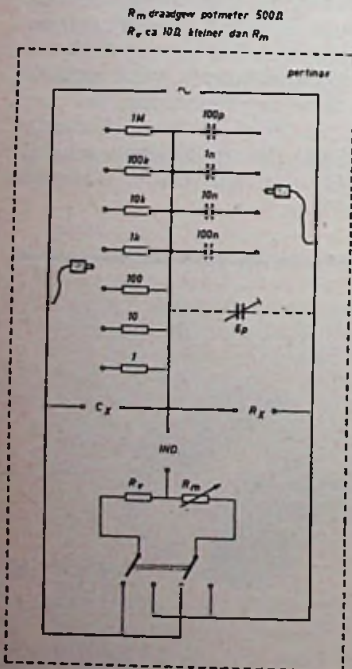 Rm draadgew potmeter 500Ω
Rv ca 10Ω kleiner dan Rm
pertinax
~
1M 100p
100k 1n
10k 10n
1k 100n
100
6p
10
1
Cx Rx
IND.
Rv Rm